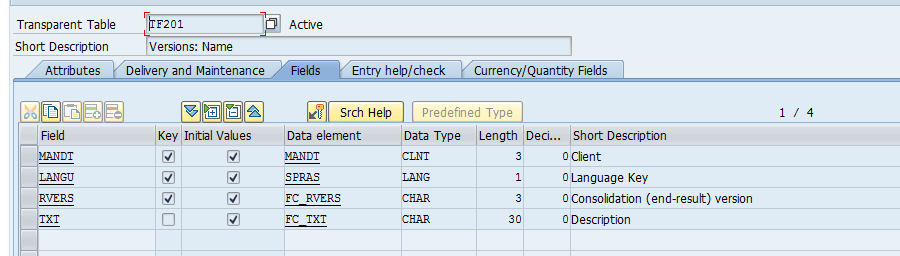 Transparent Table TF201 Active
Short Description Versions: Name
Attributes Delivery and Maintenance Fields Entry help/check Currency/Quantity Fields
Srch Help Predefined Type 1 / 4
Field Key Initial Values Data element Data Type Length Deci... Short Description
MANDT MANDT CLNT 3 0 Client
LANGU SPRAS LANG 1 0 Language Key
RVERS FC_RVERS CHAR 3 0 Consolidation (end-result) version
TXT FC_TXT CHAR 30 0 Description